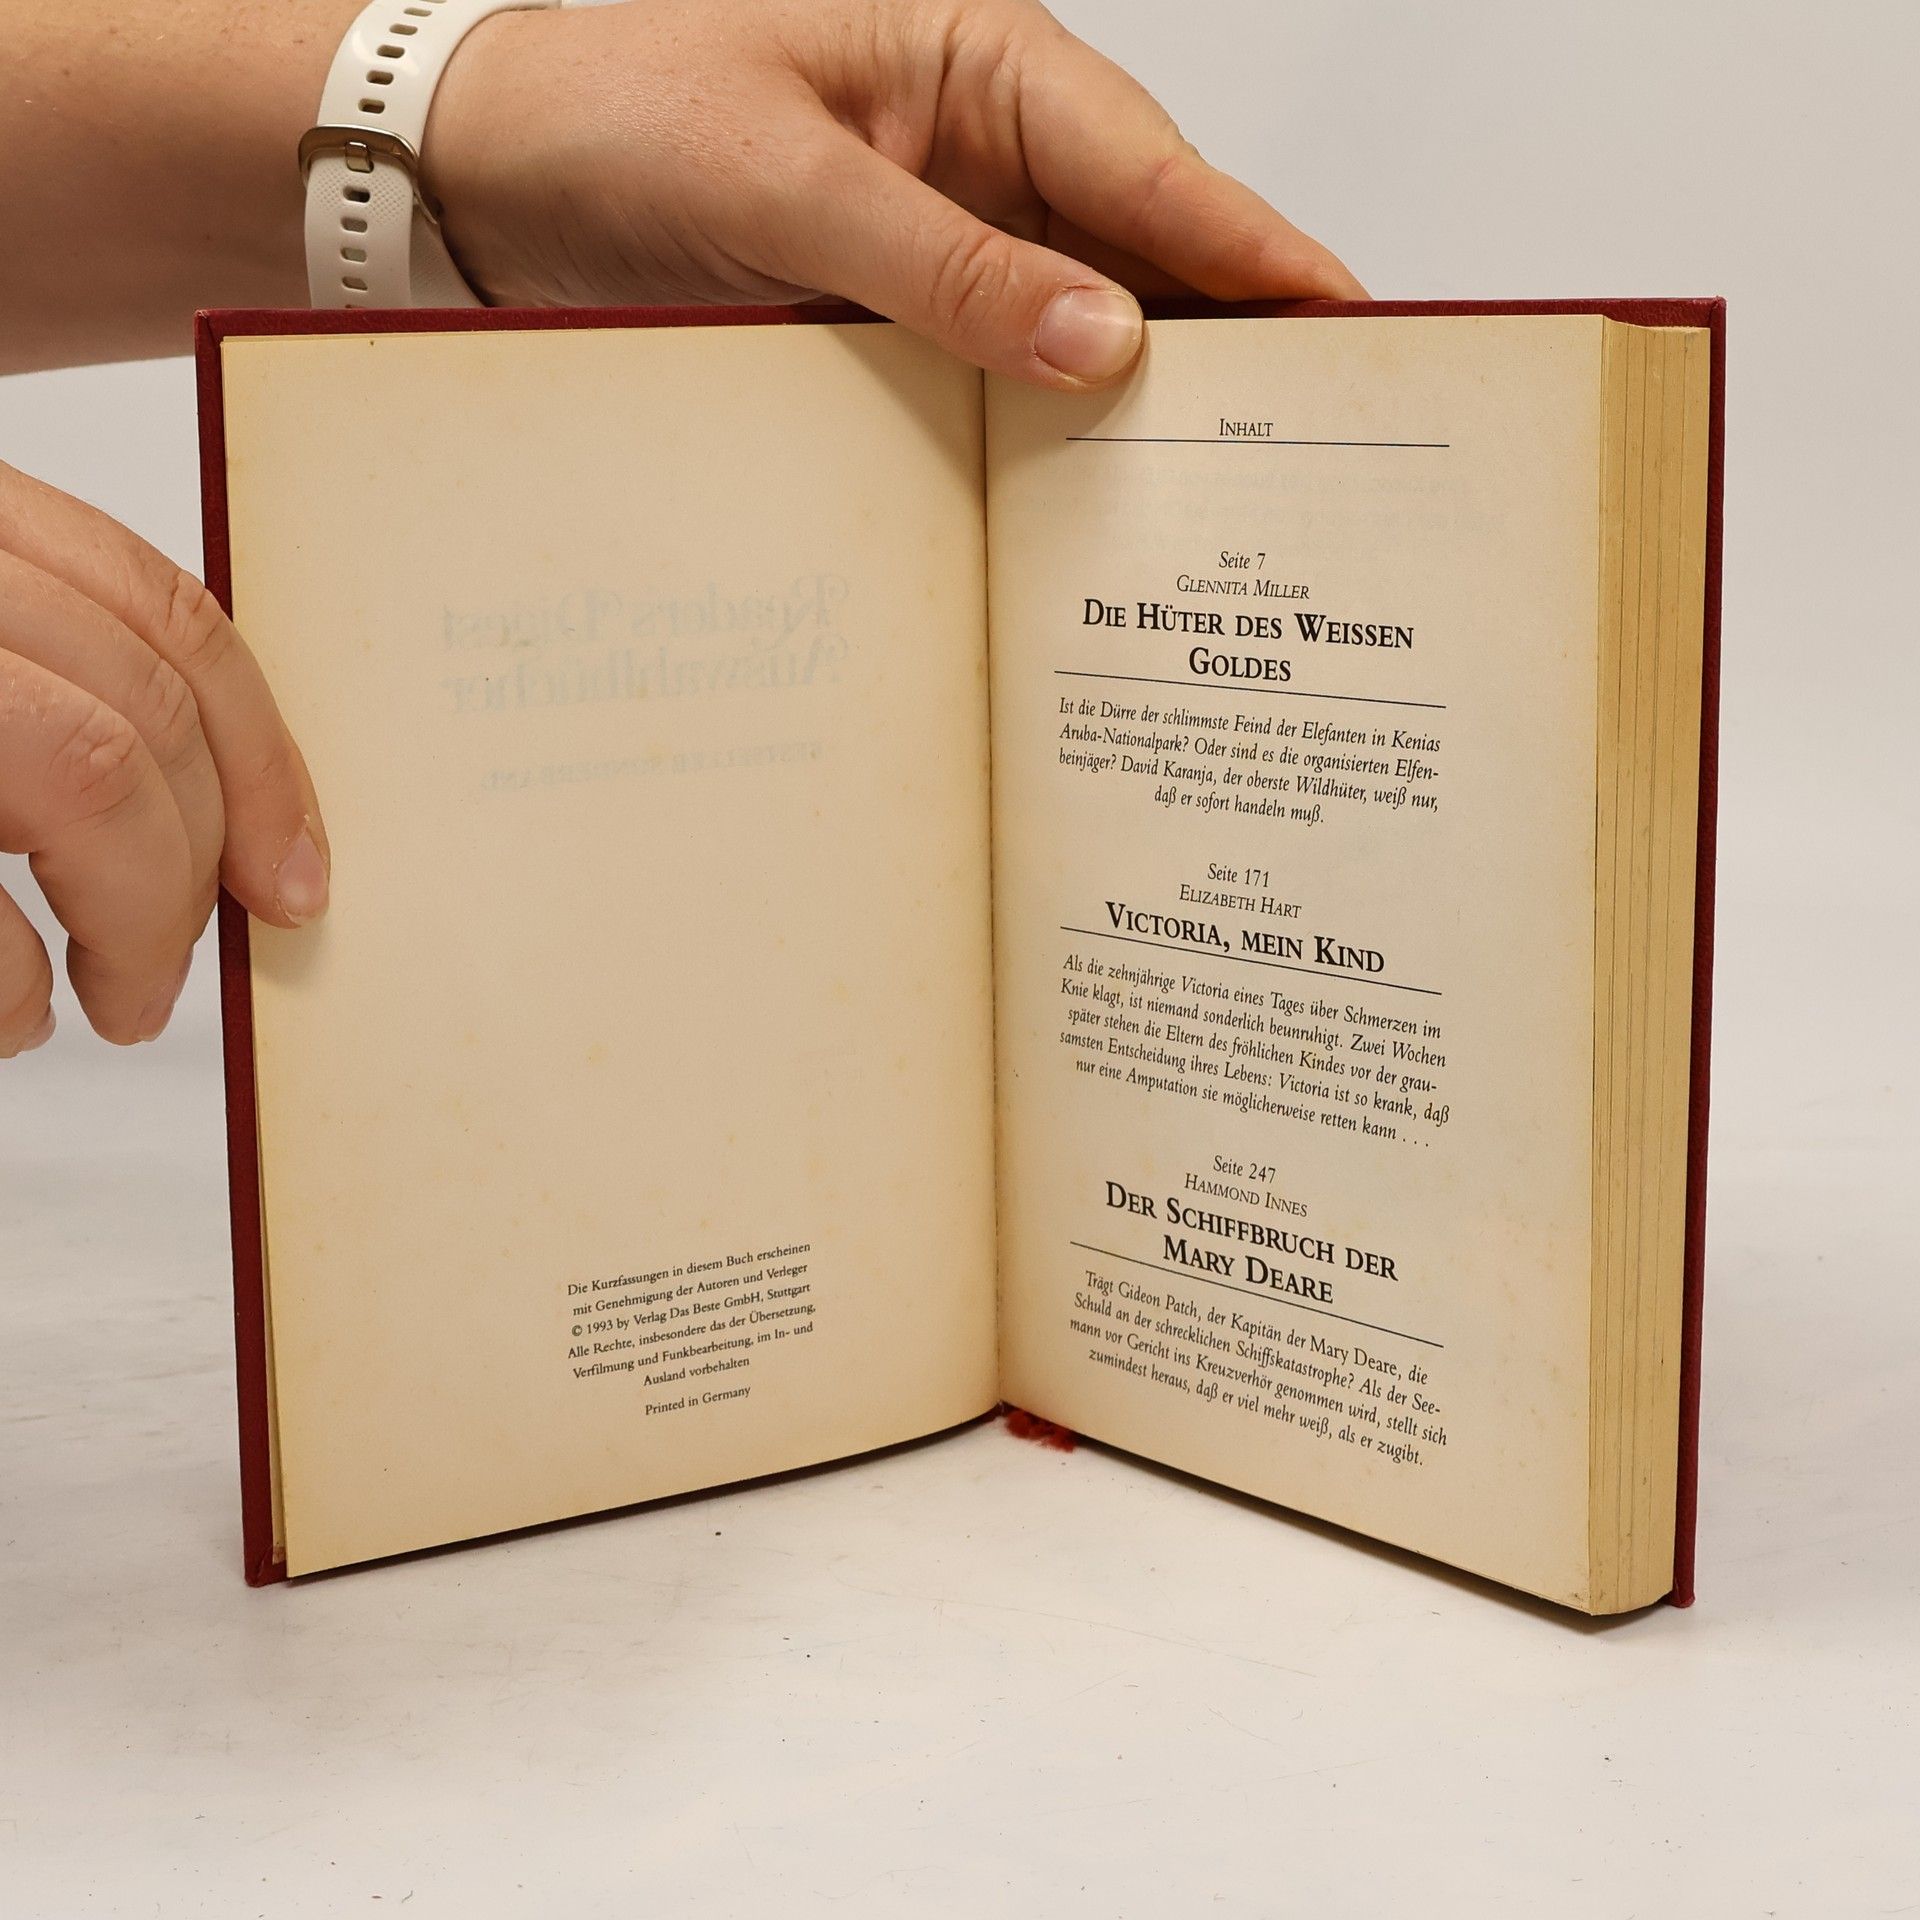 Die Kurzfassungen in diesem Buch erscheinen
mit Genehmigung der Autoren und Verleger
© 1993 by Verlag Das Beste GmbH, Stuttgart
Alle Rechte, insbesondere das der Übersetzung,
Verfilmung und Funkbearbeitung, im In- und
Ausland vorbehalten
Printed in Germany
Reader's Digest
Auswahlbücher
BESTSELLER-SONDERBAND
INHALT
Seite 7
GLENNITA MILLER
DIE HÜTER DES WEISSEN
GOLDES
Ist die Dürre der schlimmste Feind der Elefanten in Kenias
Aruba-Nationalpark? Oder sind es die organisierten Elfen-
beinjäger? David Karanja, der oberste Wildhüter, weiß nur,
daß er sofort handeln muß.
Seite 171
ELIZABETH HART
VICTORIA, MEIN KIND
Als die zehnjährige Victoria eines Tages über Schmerzen im
Knie klagt, ist niemand sonderlich beunruhigt. Zwei Wochen
später stehen die Eltern des fröhlichen Kindes vor der grau-
samsten Entscheidung ihres Lebens: Victoria ist so krank, daß
nur eine Amputation sie möglicherweise retten kann . . .
Seite 247
HAMMOND INNES
DER SCHIFFBRUCH DER
MARY DEARE
Trägt Gideon Patch, der Kapitän der Mary Deare, die
Schuld an der schrecklichen Schiffskatastrophe? Als der See-
mann vor Gericht ins Kreuzverhör genommen wird, stellt sich
zumindest heraus, daß er viel mehr weiß, als er zugibt.